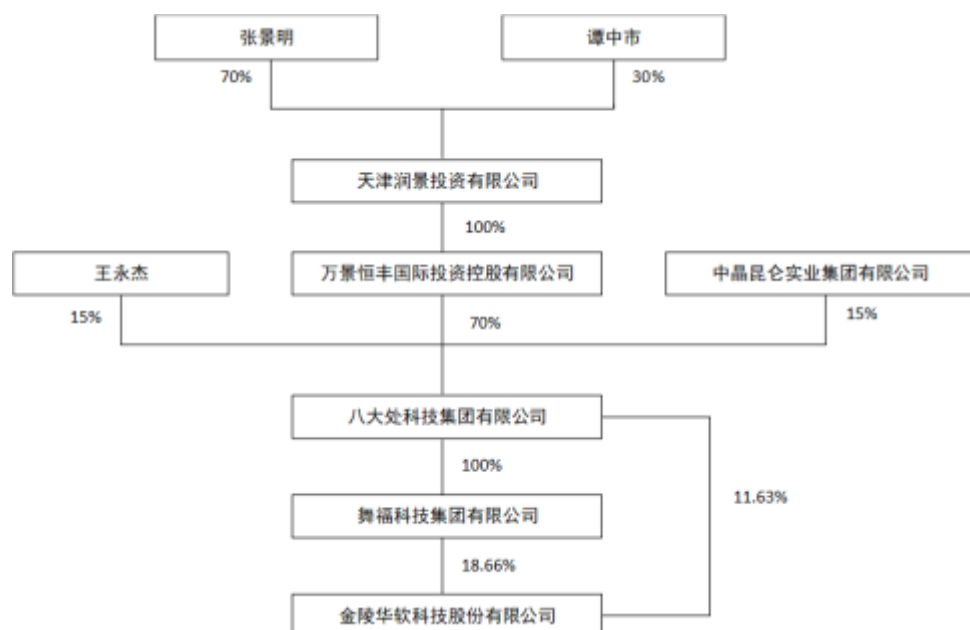 张景明
谭中市
70%
30%
天津润景投资有限公司
100%
王永杰
万景恒丰国际投资控股有限公司
中晶昆仑实业集团有限公司
15%
70%
15%
八大处科技集团有限公司
100%
11.63%
舞福科技集团有限公司
18.66%
金陵华软科技股份有限公司